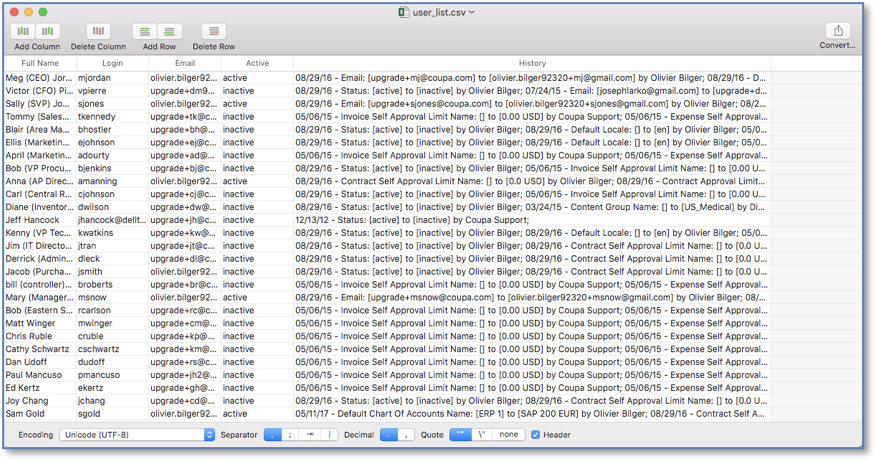 user_list.csv
Add Column Delete Column Add Row Delete Row Convert...
Full Name Login Email Active History
Meg (CEO) Jor... mjordan olivier.bilger92... active 08/29/16 - Email: [upgrade+mj@coupa.com] to [olivier.bilger92320+mj@gmail.com] by Olivier Bilger; 08/29/16 - D...
Victor (CFO) Pi... vpierre upgrade+dm9... inactive 08/29/16 - Status: [active] to [inactive] by Olivier Bilger; 07/24/15 - Email: [josephlarko@gmail.com] to [upgrade+d...
Sally (SVP) Jo... sjones olivier.bilger92... active 08/29/16 - Email: [upgrade+sjones@coupa.com] to [olivier.bilger92320+sjones@gmail.com] by Olivier Bilger; 08/2...
Tommy (Sales... tkennedy upgrade+tk@c... inactive 05/06/15 - Invoice Self Approval Limit Name: [] to [0.00 USD] by Coupa Support; 05/06/15 - Expense Self Approval...
Blair (Area Ma... bhostler upgrade+bh@... inactive 08/29/16 - Status: [active] to [inactive] by Olivier Bilger; 08/29/16 - Default Locale: [] to [en] by Olivier Bilger; 05/0...
Ellis (Marketin... ejohnson upgrade+ej@c... inactive 08/29/16 - Status: [active] to [inactive] by Olivier Bilger; 08/29/16 - Default Locale: [] to [en] by Olivier Bilger; 05/0...
April (Marketin... adourty upgrade+ad@... inactive 05/06/15 - Invoice Self Approval Limit Name: [] to [0.00 USD] by Coupa Support; 05/06/15 - Expense Self Approval...
Bob (VP Procu... bjenkins upgrade+bj@c... inactive 08/29/16 - Status: [active] to [inactive] by Olivier Bilger; 05/06/15 - Invoice Self Approval Limit Name: [] to [0.00 U...
Anna (AP Direc... amanning olivier.bilger92... active 08/29/16 - Contract Self Approval Limit Name: [] to [0.0 USD] by Olivier Bilger; 08/29/16 - Contract Approval Limit...
Carl (Central R... cjohnson upgrade+cj@c... inactive 08/29/16 - Status: [active] to [inactive] by Olivier Bilger; 05/06/15 - Invoice Self Approval Limit Name: [] to [0.00 U...
Diane (Inventor... dwilson upgrade+dw@... inactive 08/29/16 - Status: [active] to [inactive] by Olivier Bilger; 03/24/15 - Content Group Name: [] to [US_Medical] by Di...
Jeff Hancock jhancock@dellt... upgrade+jh@c... inactive 12/13/12 - Status: [active] to [inactive] by Coupa Support;
Kenny (VP Tec... kwatkins upgrade+kw@... inactive 08/29/16 - Status: [active] to [inactive] by Olivier Bilger; 08/29/16 - Default Locale: [] to [en] by Olivier Bilger; 05/0...
Jim (IT Directo... jtran upgrade+jt@c... inactive 08/29/16 - Status: [active] to [inactive] by Olivier Bilger; 08/29/16 - Contract Self Approval Limit Name: [] to [0.0 U...
Derrick (Admin... dleck upgrade+dl@c... inactive 08/29/16 - Status: [active] to [inactive] by Olivier Bilger; 08/29/16 - Contract Self Approval Limit Name: [] to [0.0 U...
Jacob (Purcha... jsmith olivier.bilger92... inactive 08/29/16 - Status: [active] to [inactive] by Olivier Bilger; 08/29/16 - Contract Self Approval Limit Name: [] to [0.0 U...
bill (controller)... broberts upgrade+br@c... inactive 08/29/16 - Status: [active] to [inactive] by Olivier Bilger; 08/29/16 - Contract Self Approval Limit Name: [] to [0.0 U...
Mary (Manager... msnow olivier.bilger92... active 08/29/16 - Email: [upgrade+msnow@coupa.com] to [olivier.bilger92320+msnow@gmail.com] by Olivier Bilger; 08/...
Bob (Eastern S... rcarlson upgrade+rc@c... inactive 05/06/15 - Invoice Self Approval Limit Name: [] to [0.00 USD] by Coupa Support; 05/06/15 - Expense Self Approval...
Matt Winger mwinger upgrade+cm@... inactive 05/06/15 - Invoice Self Approval Limit Name: [] to [0.00 USD] by Coupa Support; 05/06/15 - Expense Self Approval...
Chris Ruble cruble upgrade+kp@... inactive 05/06/15 - Invoice Self Approval Limit Name: [] to [0.00 USD] by Coupa Support; 05/06/15 - Expense Self Approval...
Cathy Schwartz cschwartz upgrade+km@... inactive 05/06/15 - Invoice Self Approval Limit Name: [] to [0.00 USD] by Coupa Support; 05/06/15 - Expense Self Approval...
Dan Udoff dudoff upgrade+rs@c... inactive 05/06/15 - Invoice Self Approval Limit Name: [] to [0.00 USD] by Coupa Support; 05/06/15 - Expense Self Approval...
Paul Mancuso pmancuso upgrade+jh2@... inactive 05/06/15 - Invoice Self Approval Limit Name: [] to [0.00 USD] by Coupa Support; 05/06/15 - Expense Self Approval...
Ed Kertz ekertz upgrade+gh@... inactive 05/06/15 - Invoice Self Approval Limit Name: [] to [0.00 USD] by Coupa Support; 05/06/15 - Expense Self Approval...
Joy Chang jchang upgrade+cd@... inactive 05/06/15 - Invoice Self Approval Limit Name: [] to [0.00 USD] by Coupa Support; 05/06/15 - Expense Self Approval...
Sam Gold sgold olivier.bilger92... active 05/11/17 - Default Chart Of Accounts Name: [ERP 1] to [SAP 200 EUR] by Olivier Bilger; 08/29/16 - Contract Self A...
Encoding Unicode (UTF-8) Separator , ; ⇥ | Decimal . , Quote "" \" none Header